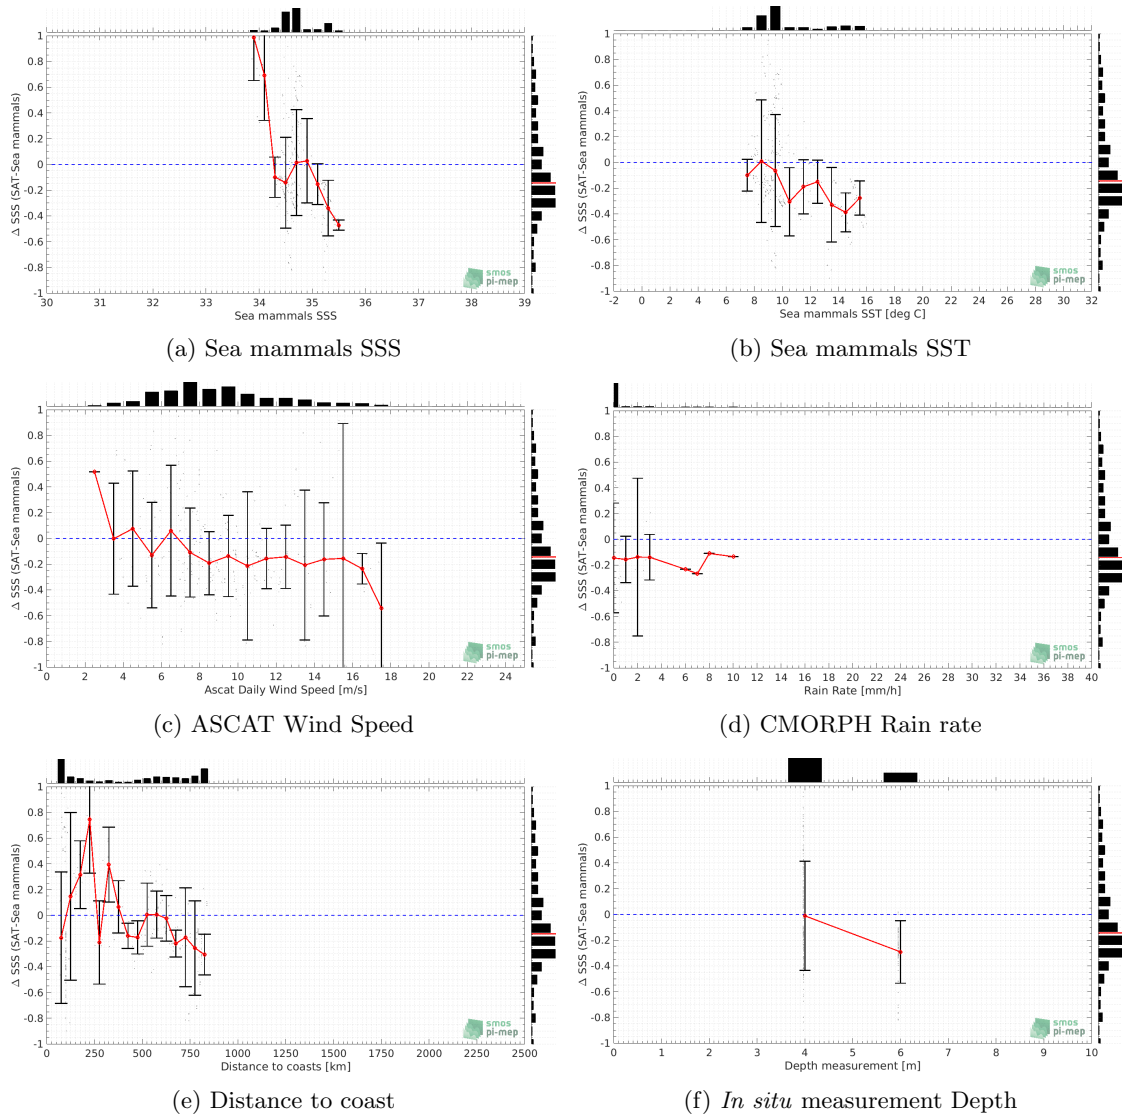 1
0.8
0.6
0.4
0.2
0
-0.2
-0.4
-0.6
-0.8
-1
Δ SSS (SAT-Sea mammals)
30 31 32 33 34 35 36 37 38 39
Sea mammals SSS
smos
pi-mep
(a) Sea mammals SSS
1
0.8
0.6
0.4
0.2
0
-0.2
-0.4
-0.6
-0.8
-1
Δ SSS (SAT-Sea mammals)
-2 0 2 4 6 8 10 12 14 16 18 20 22 24 26 28 30 32
Sea mammals SST [deg C]
smos
pi-mep
(b) Sea mammals SST
1
0.8
0.6
0.4
0.2
0
-0.2
-0.4
-0.6
-0.8
-1
Δ SSS (SAT-Sea mammals)
0 2 4 6 8 10 12 14 16 18 20 22 24
Ascat Daily Wind Speed [m/s]
smos
pi-mep
(c) ASCAT Wind Speed
1
0.8
0.6
0.4
0.2
0
-0.2
-0.4
-0.6
-0.8
-1
Δ SSS (SAT-Sea mammals)
0 2 4 6 8 10 12 14 16 18 20 22 24 26 28 30 32 34 36 38 40
Rain Rate [mm/h]
smos
pi-mep
(d) CMORPH Rain rate
1
0.8
0.6
0.4
0.2
0
-0.2
-0.4
-0.6
-0.8
-1
Δ SSS (SAT-Sea mammals)
0 250 500 750 1000 1250 1500 1750 2000 2250 2500
Distance to coasts [km]
smos
pi-mep
(e) Distance to coast
1
0.8
0.6
0.4
0.2
0
-0.2
-0.4
-0.6
-0.8
-1
Δ SSS (SAT-Sea mammals)
0 1 2 3 4 5 6 7 8 9 10
Depth measurement [m]
smos
pi-mep
(f) In situ measurement Depth